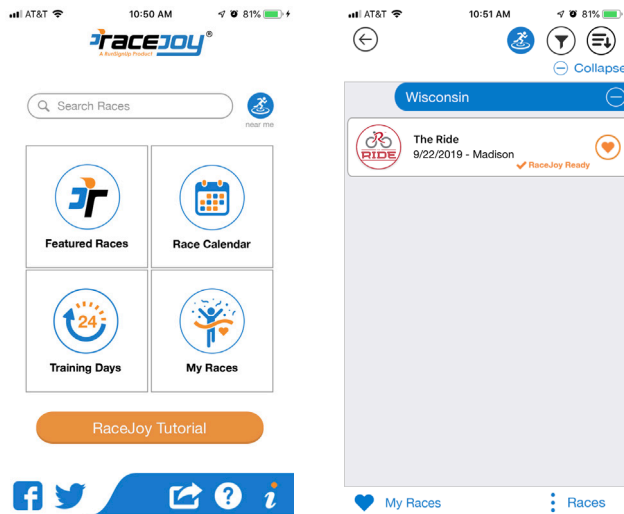 AT&T 10:50 AM 81%
racejoy®
A RunSignUp Product
Search Races
near me
Featured Races
Race Calendar
24
Training Days
My Races
RaceJoy Tutorial
AT&T 10:51 AM 81%
Collapse
Wisconsin
The Ride
RIDE
9/22/2019 - Madison
RaceJoy Ready
My Races
Races